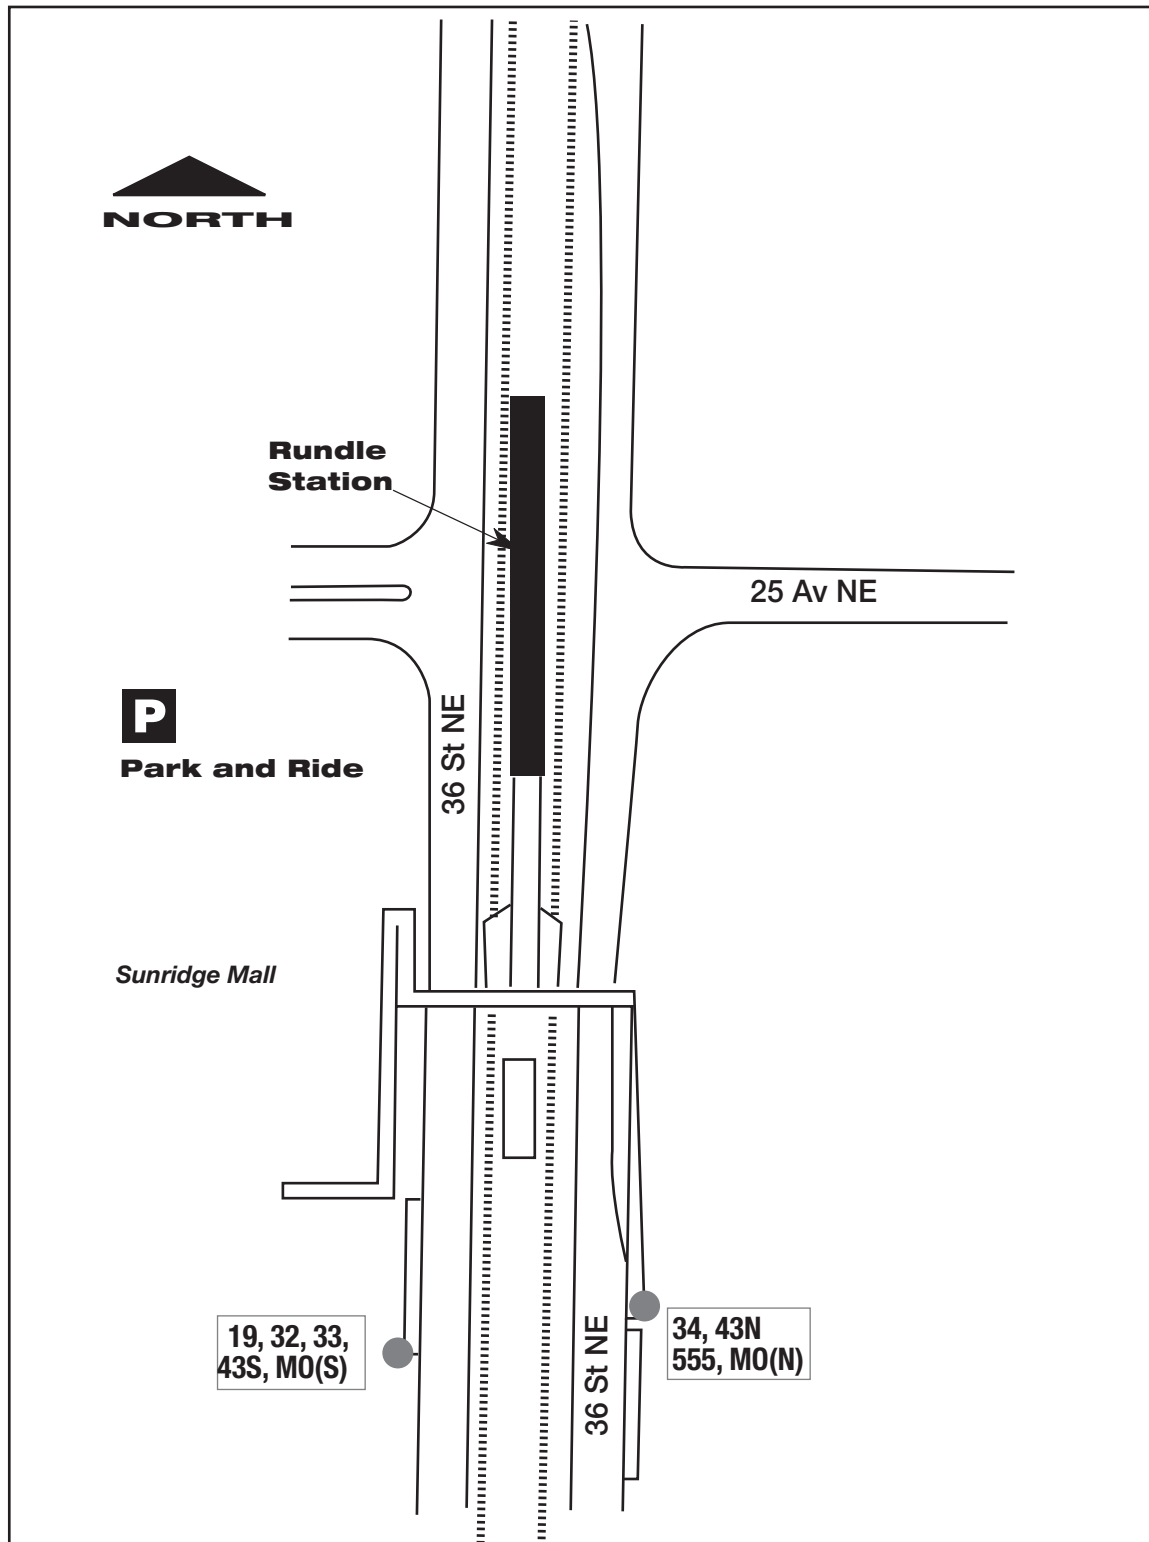 NORTH
Rundle
Station
25 Av NE
P
Park and Ride
36 St NE
Sunridge Mall
19, 32, 33,
43S, MO(S)
36 St NE
34, 43N
555, MO(N)